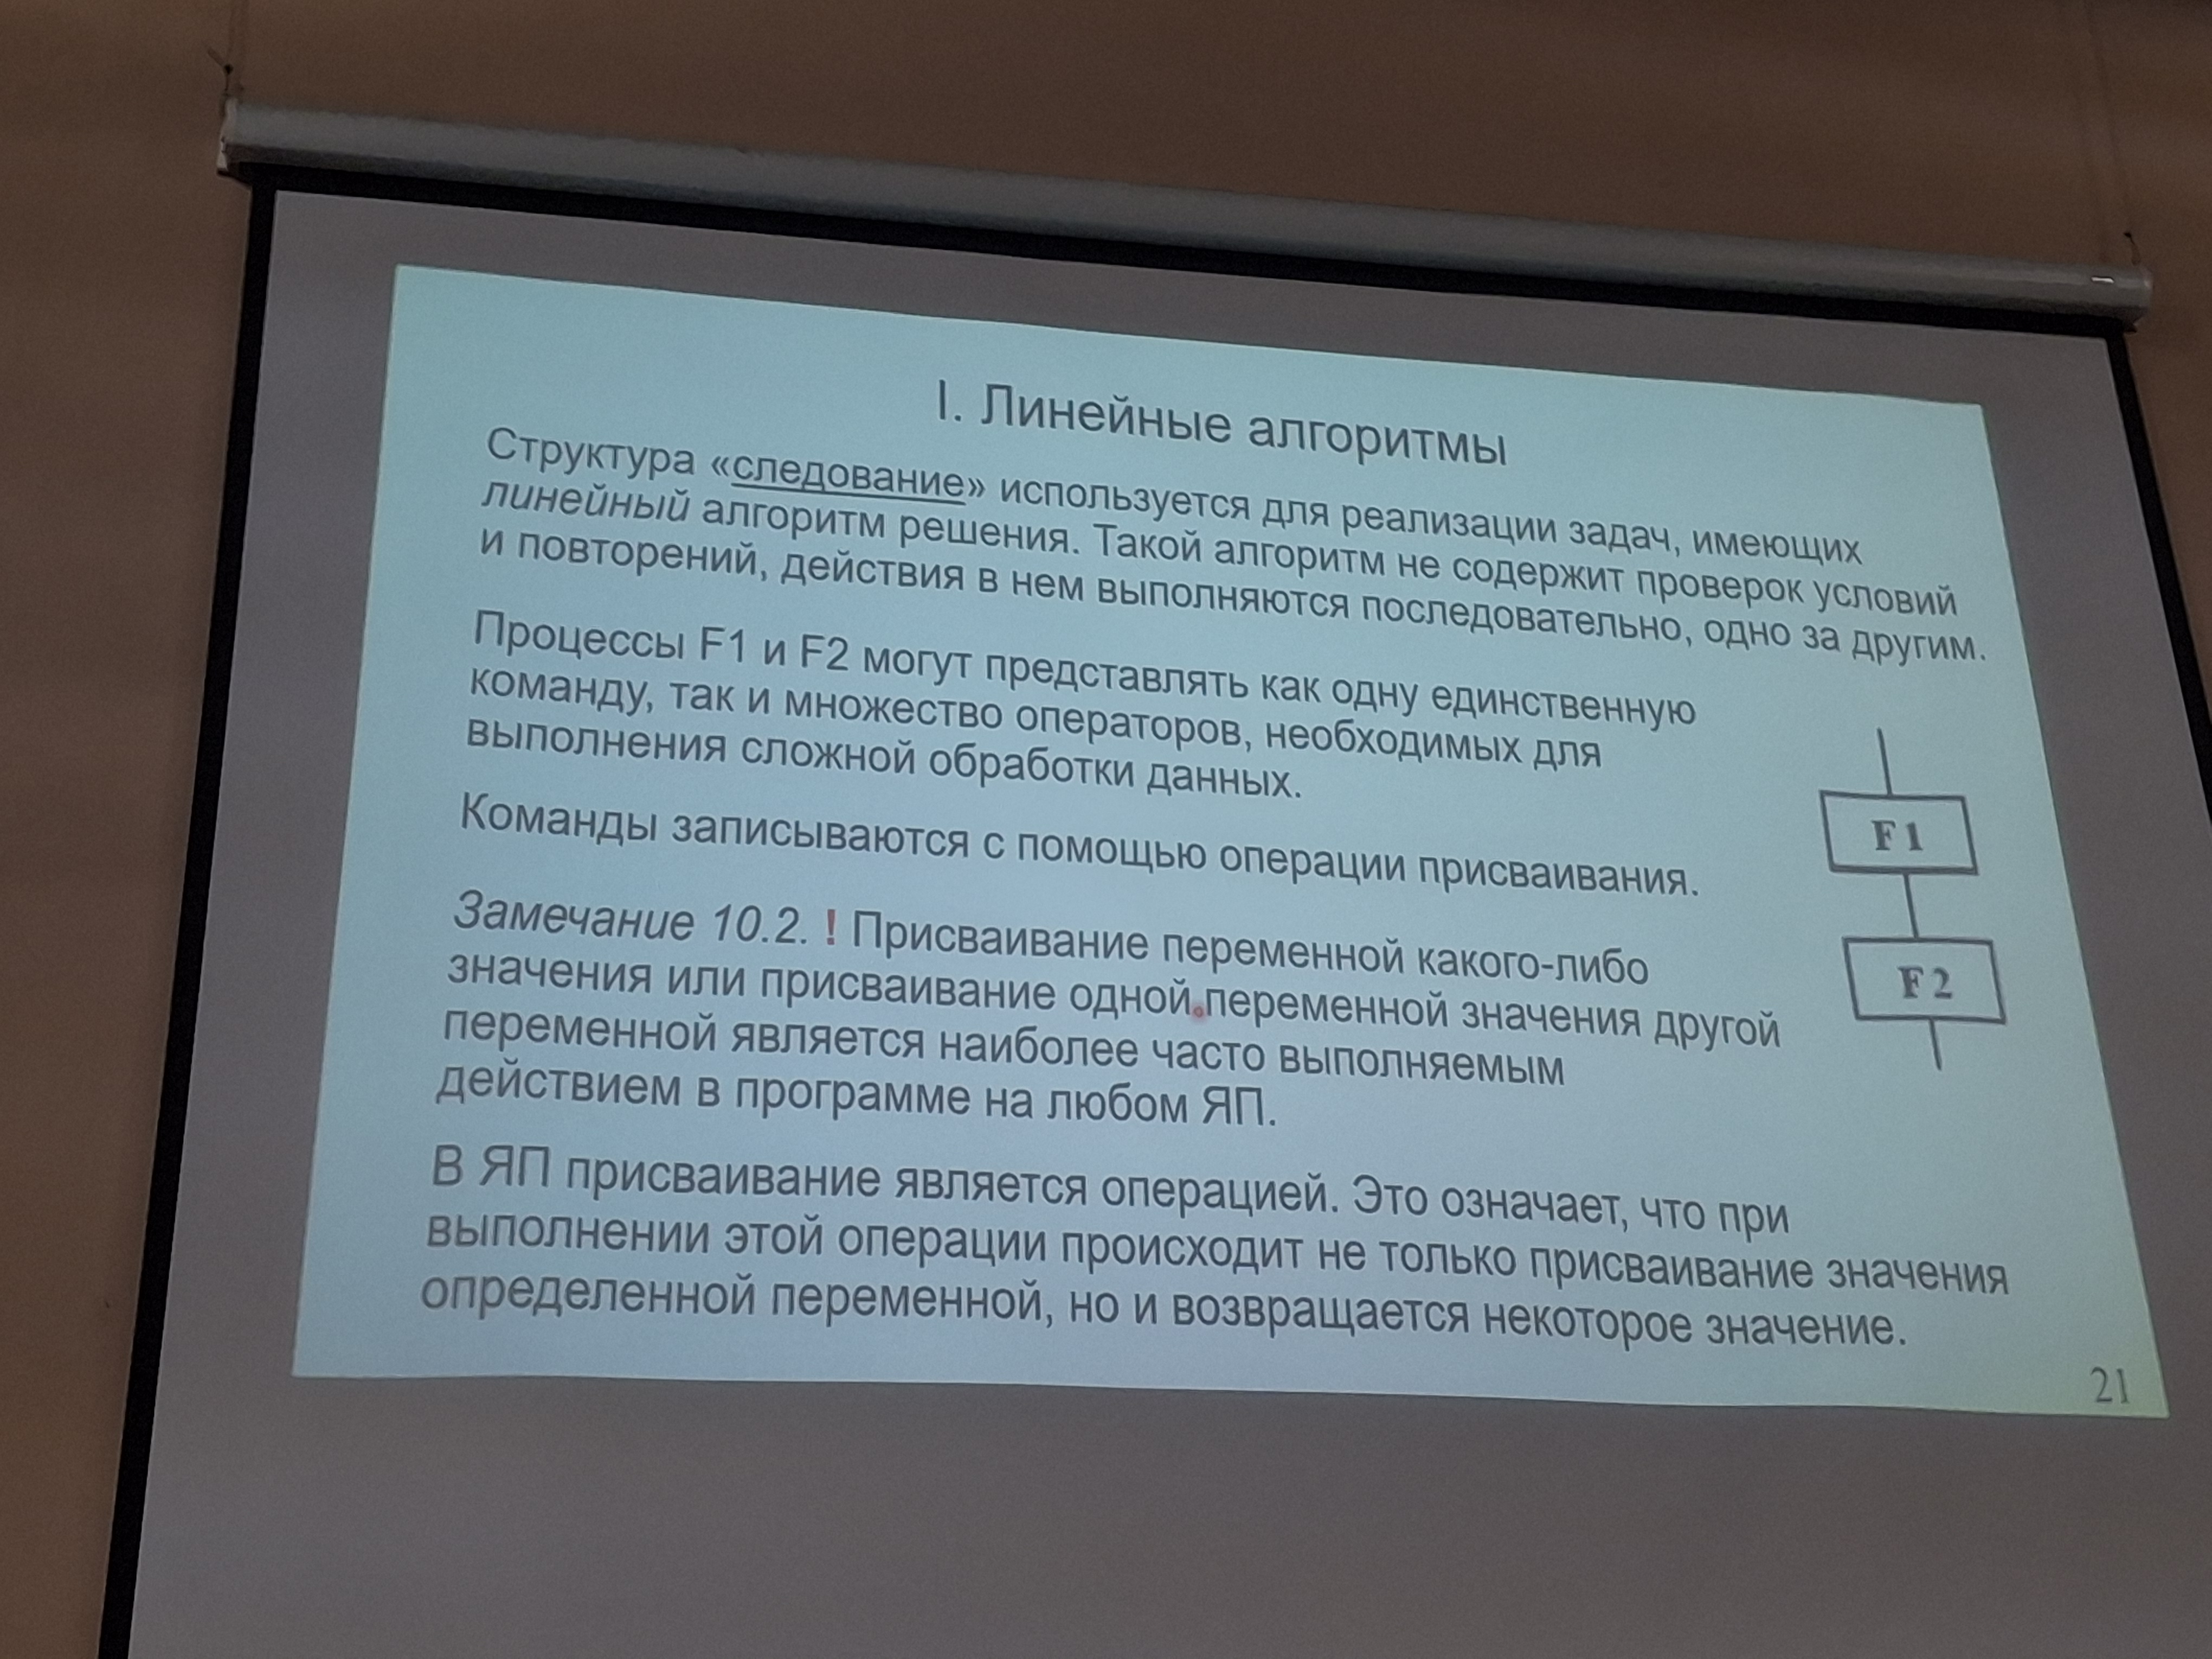 I. Линейные алгоритмы
Структура «следование» используется для реализации задач, имеющих
линейный алгоритм решения. Такой алгоритм не содержит проверок условий
и повторений, действия в нем выполняются последовательно, одно за другим.
Процессы F1 и F2 могут представлять как одну единственную
команду, так и множество операторов, необходимых для
выполнения сложной обработки данных.
Команды записываются с помощью операции присваивания.
Замечание 10.2. ! Присваивание переменной какого-либо
значения или присваивание одной переменной значения другой
переменной является наиболее часто выполняемым
действием в программе на любом ЯП.
В ЯП присваивание является операцией. Это означает, что при
выполнении этой операции происходит не только присваивание значения
определенной переменной, но и возвращается некоторое значение.
F 1
F 2
21